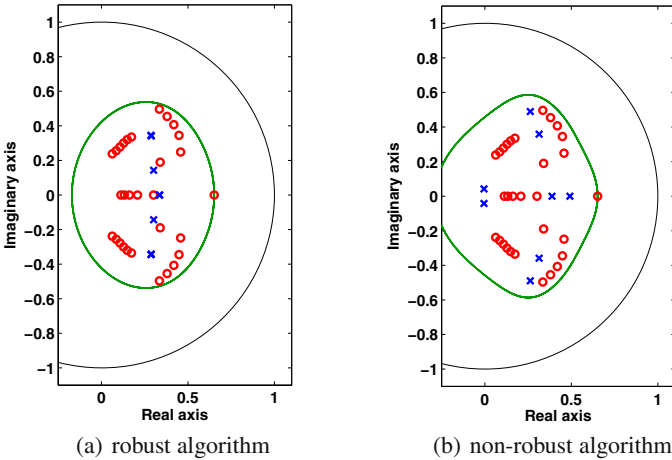 1
0.8
0.6
0.4
0.2
0
−0.2
−0.4
−0.6
−0.8
−1
Imaginary axis
0 0.5 1
Real axis
(a) robust algorithm
1
0.8
0.6
0.4
0.2
0
−0.2
−0.4
−0.6
−0.8
−1
Imaginary axis
0 0.5 1
Real axis
(b) non-robust algorithm